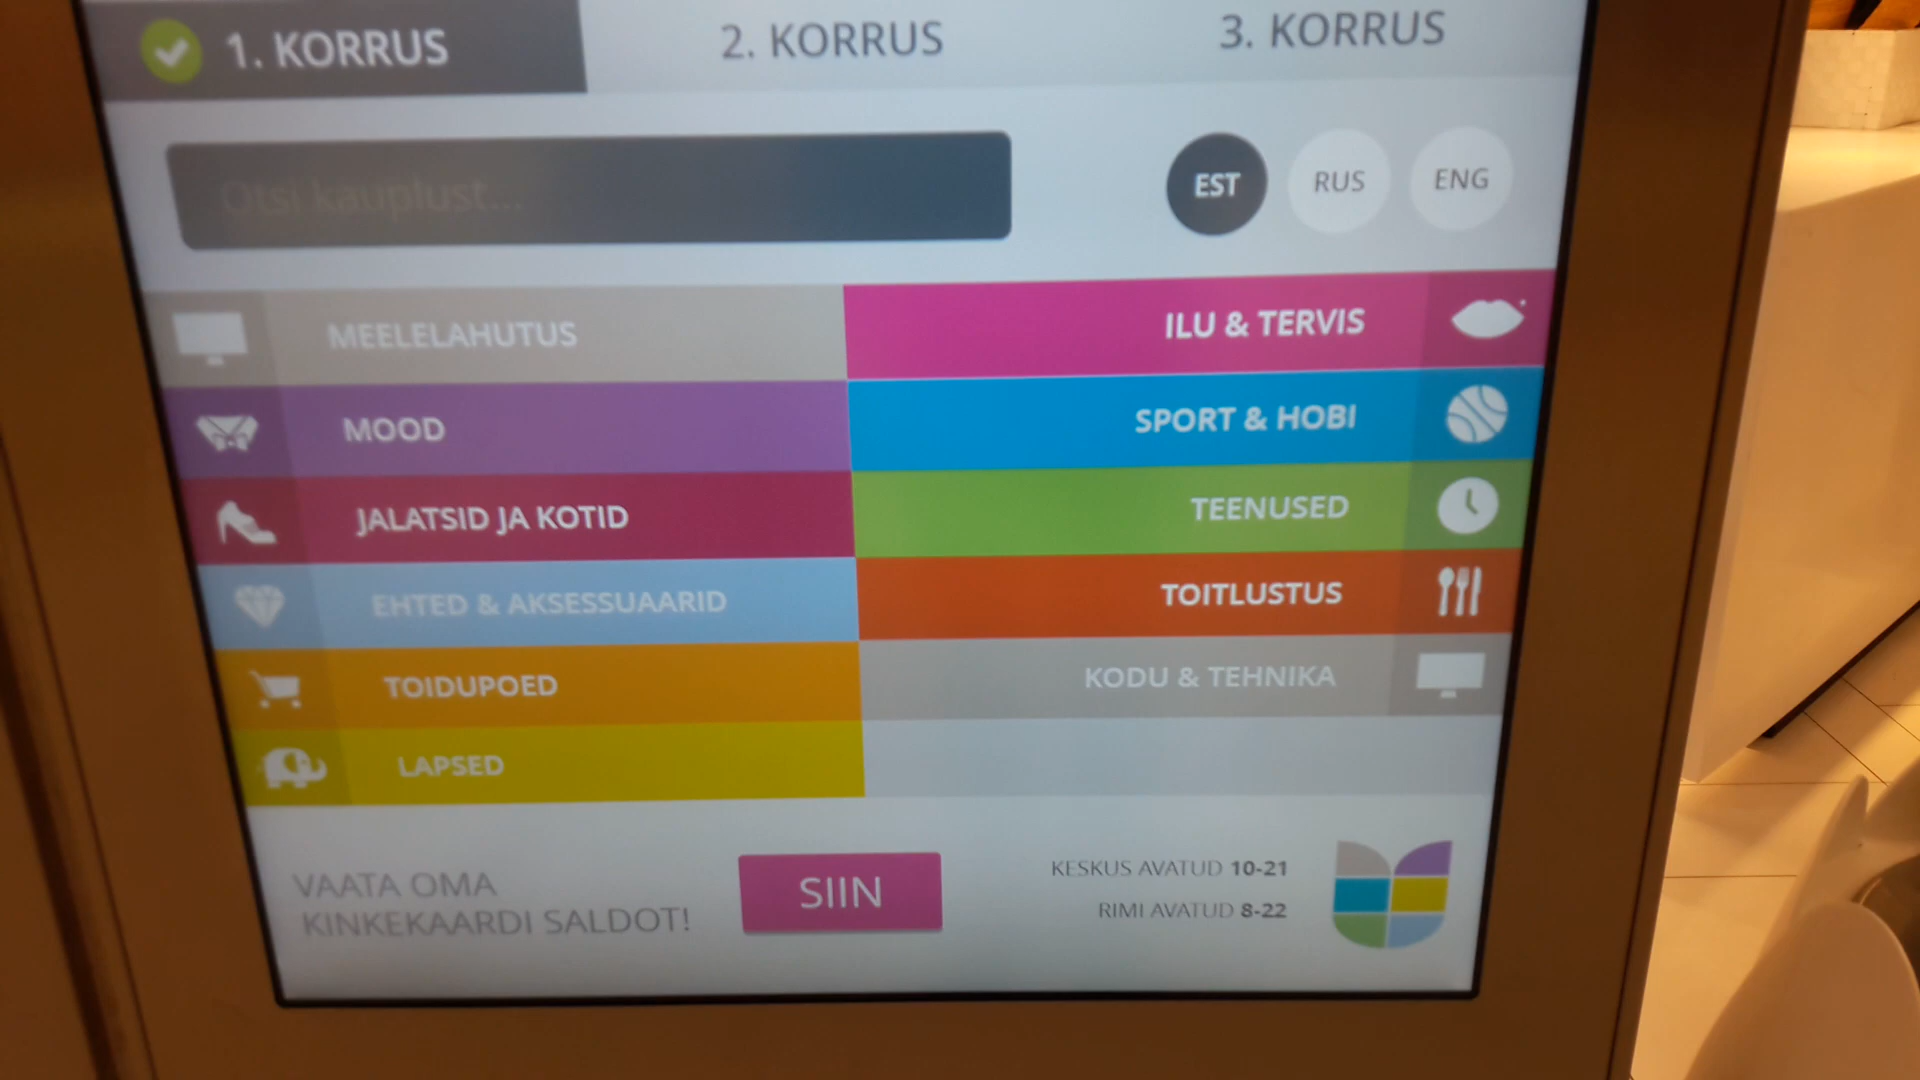 1. KORRUS
2. KORRUS
3. KORRUS
Otsi kauplust...
EST
RUS
ENG
MEELELAHUTUS
ILU & TERVIS
MOOD
SPORT & HOBI
JALATSID JA KOTID
TEENUSED
EHTED & AKSESSUAARID
TOITLUSTUS
TOIDUPOED
KODU & TEHNIKA
LAPSED
VAATA OMA
KINKEKAARDI SALDOT!
SIIN
KESKUS AVATUD 10-21
RIMI AVATUD 8-22